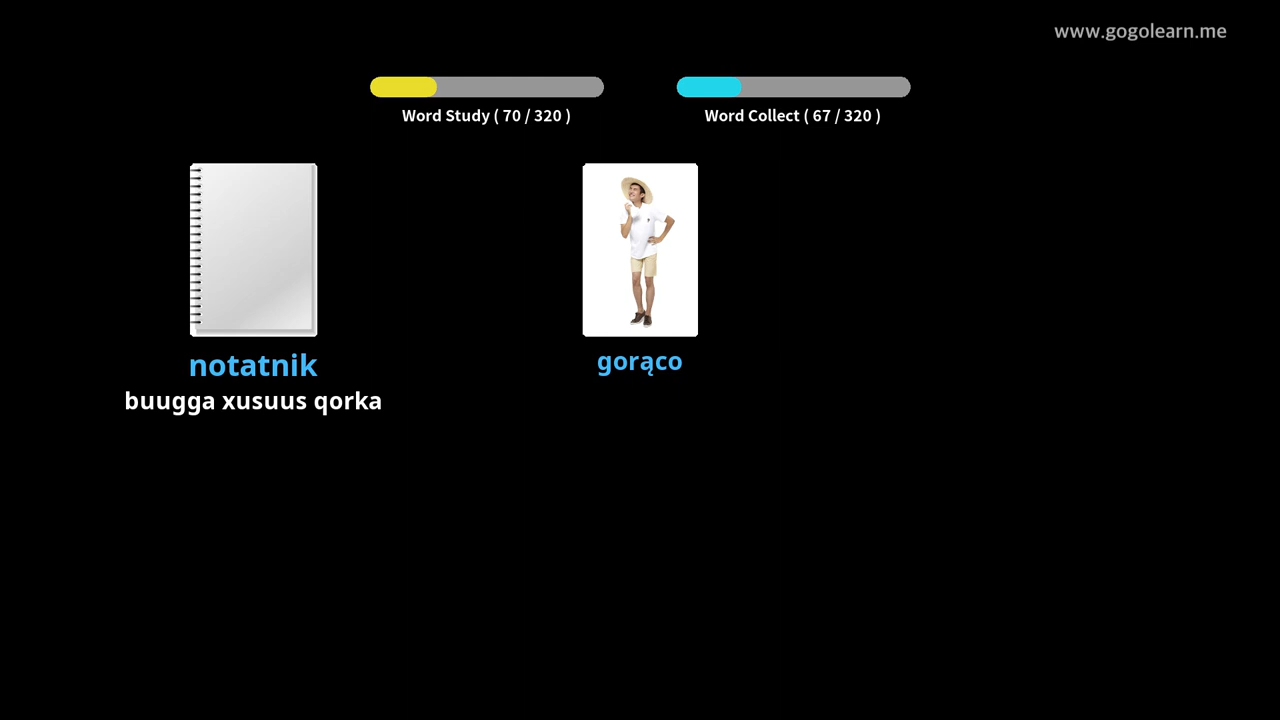 www.gogolearn.me
Word Study ( 70 / 320 )
Word Collect ( 67 / 320 )
notatnik
gorąco
buugga xusuus qorka